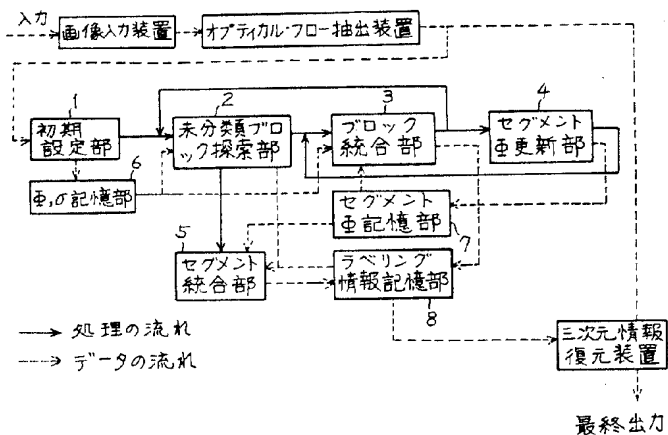 入力
画像入力装置
オプティカル・フロー抽出装置
1
初期
設定部
2
未分類ブロ
ック探索部
3
ブロック
統合部
4
セグメント
亜更新部
6
亜,σ記憶部
セグメント
亜記憶部
7
5
セグメント
統合部
ラベリング
情報記憶部
8
処理の流れ
データの流れ
三次元情報
復元装置
最終出力